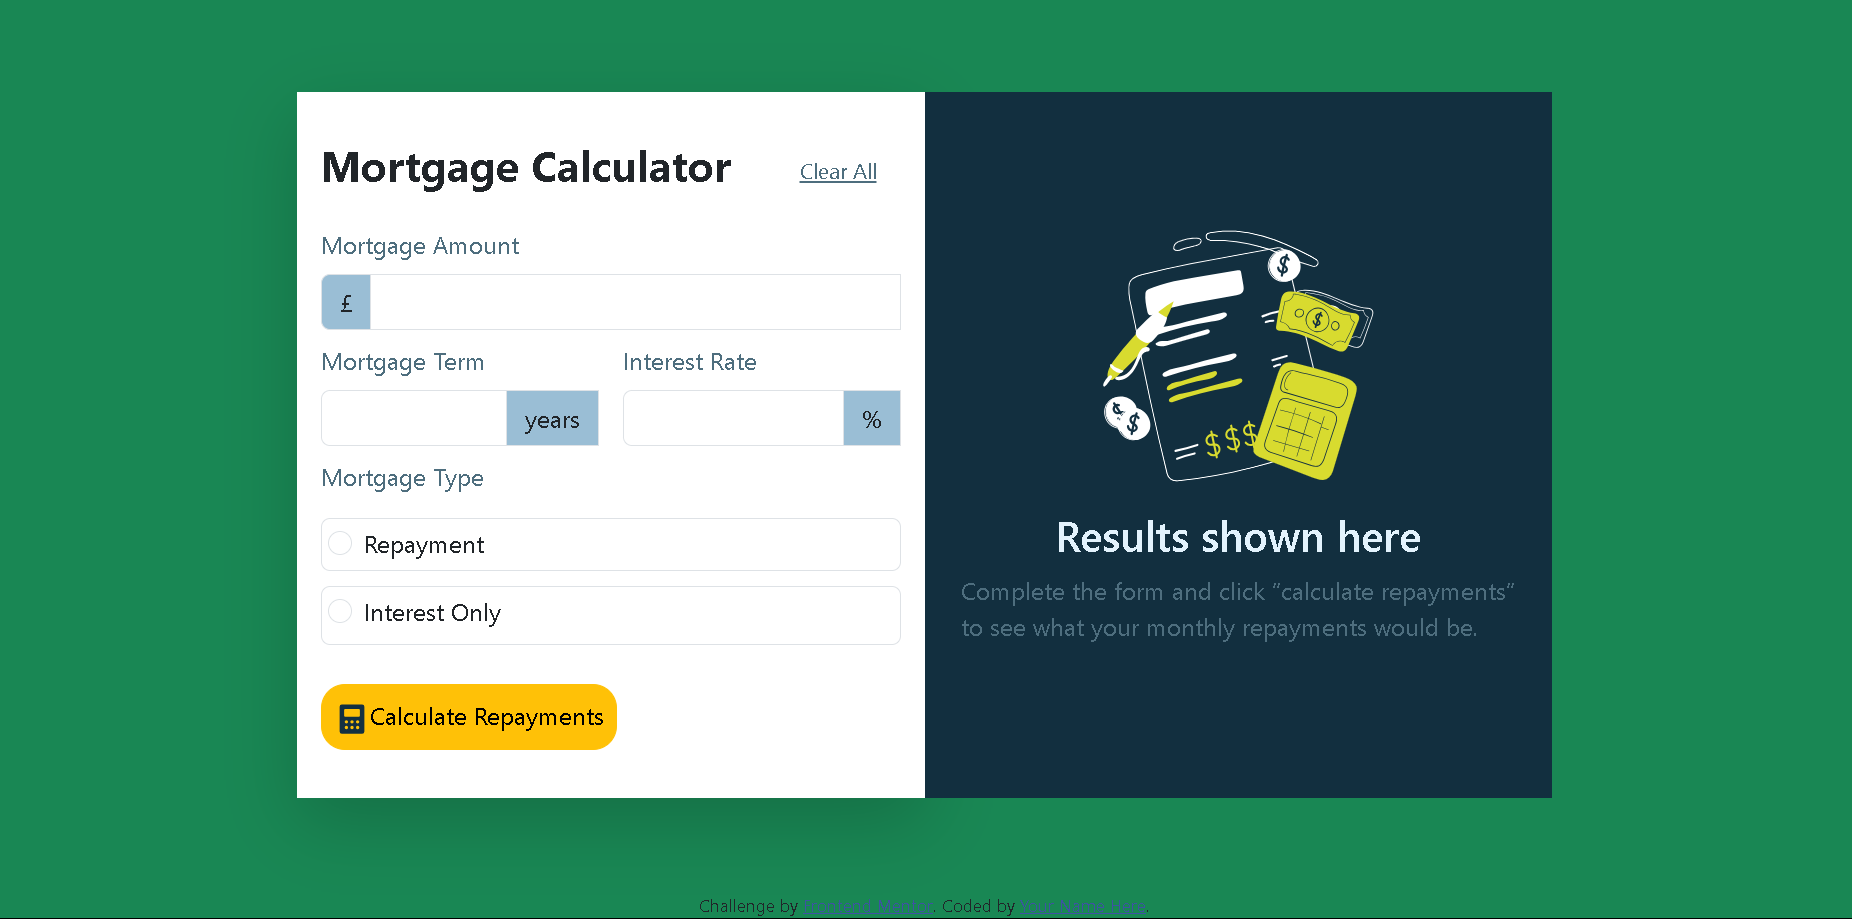 Mortgage Calculator
Clear All
Mortgage Amount
£
Mortgage Term
Interest Rate
years
%
Mortgage Type
Repayment
Interest Only
Calculate Repayments
$
$
$
$
$$$
Results shown here
Complete the form and click “calculate repayments”
to see what your monthly repayments would be.
Challenge by Frontend Mentor. Coded by Your Name Here.